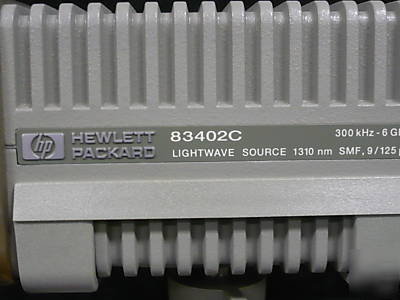 hp HEWLETT PACKARD
83402C 300 kHz - 6
LIGHTWAVE SOURCE 1310 nm SMF, 9/125